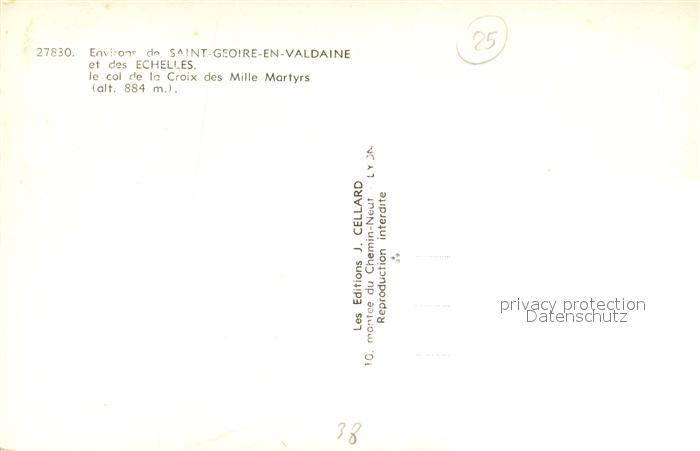 27830. Environs de SAINT-GEOIRE-EN-VALDAINE
et des ECHELLES.
le col de la Croix des Mille Martyrs
(alt. 884 m.).
25
Les Editions J. CELLARD
10, montée du Chemin-Neuf - LYON
Reproduction interdite
privacy protection
Datenschutz
38